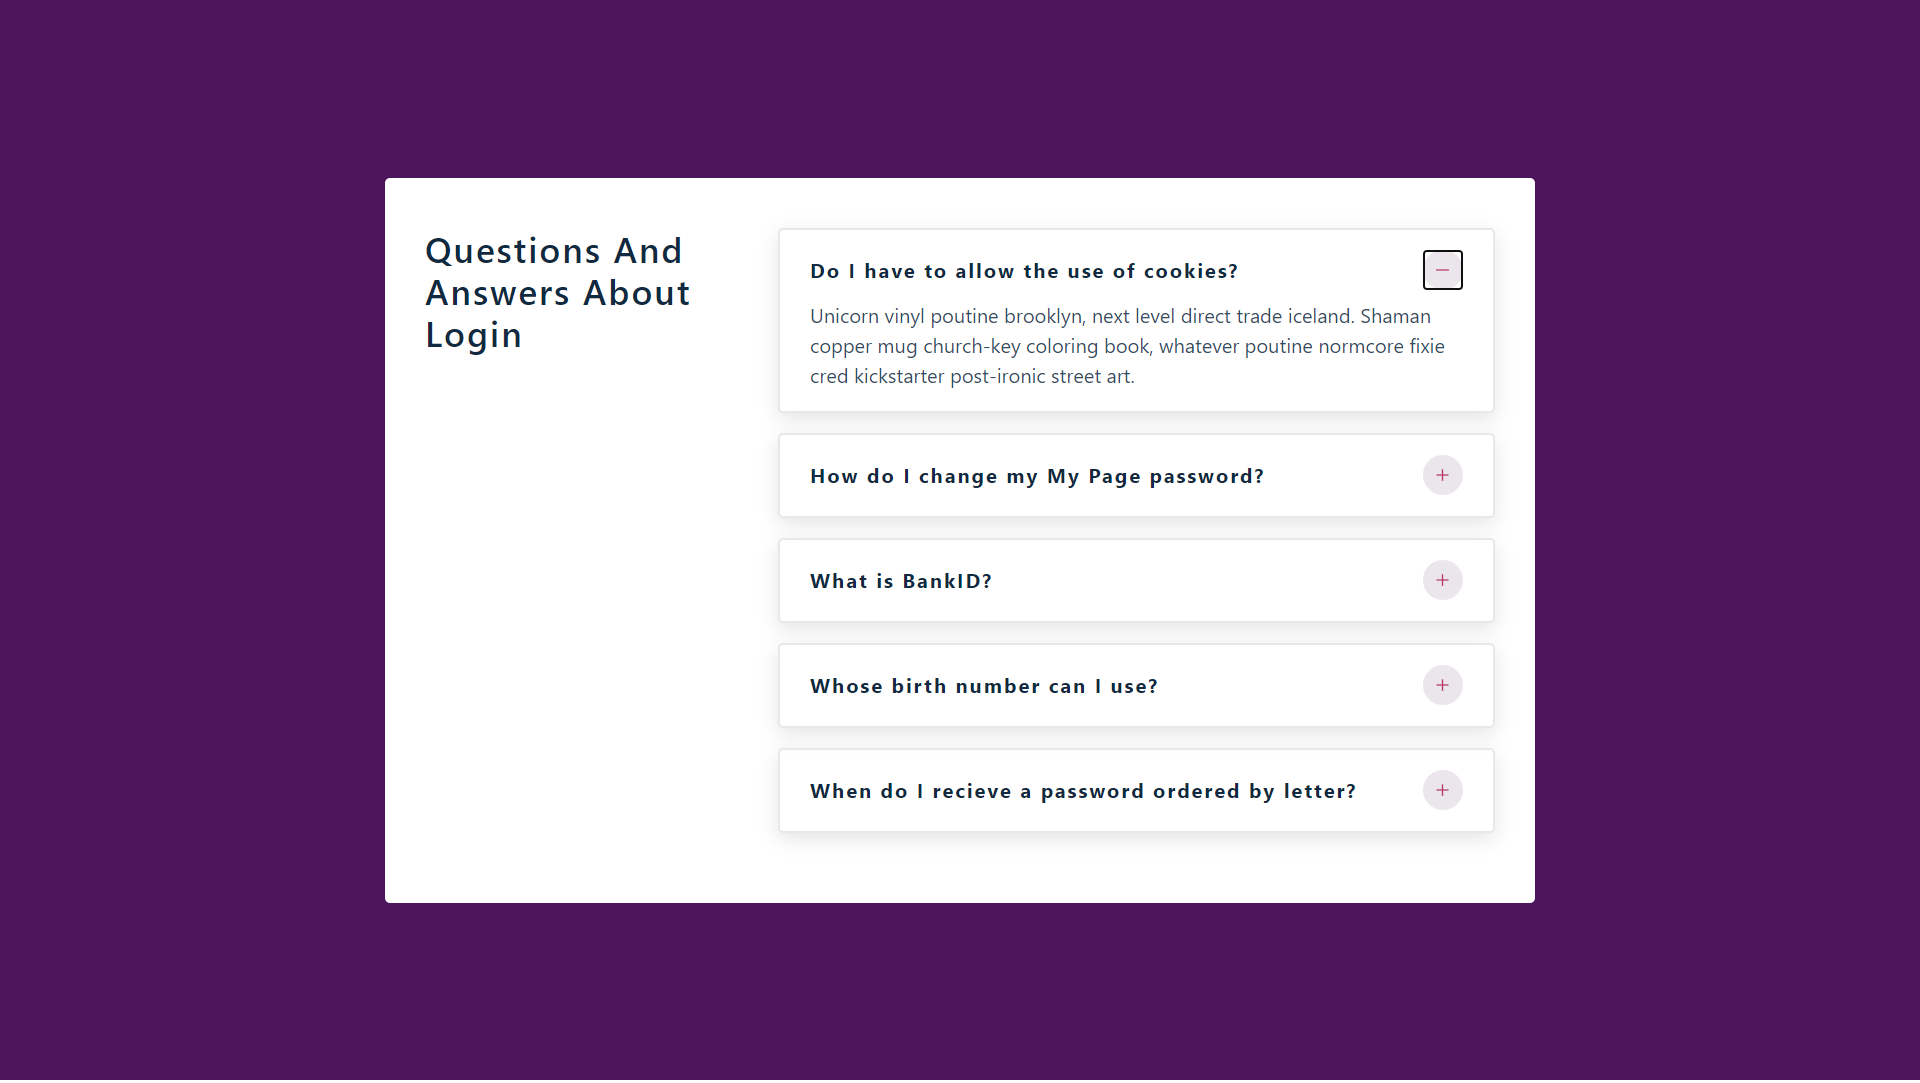 Questions And
Answers About
Login
Do I have to allow the use of cookies?
Unicorn vinyl poutine brooklyn, next level direct trade iceland. Shaman
copper mug church-key coloring book, whatever poutine normcore fixie
cred kickstarter post-ironic street art.
How do I change my My Page password?
What is BankID?
Whose birth number can I use?
When do I recieve a password ordered by letter?